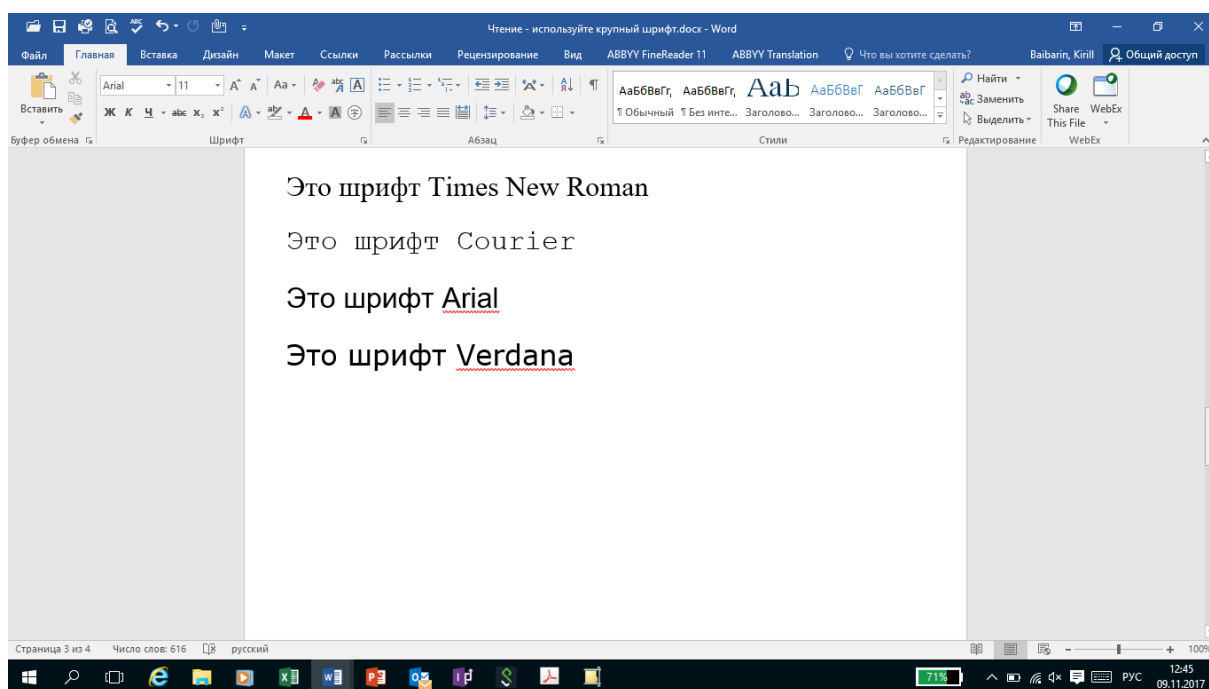 Чтение - используйте крупный шрифт.docx - Word
Файл Главная Вставка Дизайн Макет Ссылки Рассылки Рецензирование Вид ABBYY FineReader 11 ABBYY Translation Что вы хотите сделать? Baibarin, Kirill Общий доступ
Вставить
Буфер обмена
Arial 11
Ж К Ч abc x₂ x²
Шрифт
Абзац
АаБбВвГг, АаБбВвГг, АаЬ АаБбВвГ АаБбВвГ
¶ Обычный ¶ Без инте... Заголово... Заголово... Заголово...
Стили
Найти
Заменить
Выделить
Редактирование
Share This File
WebEx
WebEx
Это шрифт Times New Roman
Это шрифт Courier
Это шрифт Arial
Это шрифт Verdana
Страница 3 из 4 Число слов: 616 русский 100%
71% РУС 12:45
09.11.2017